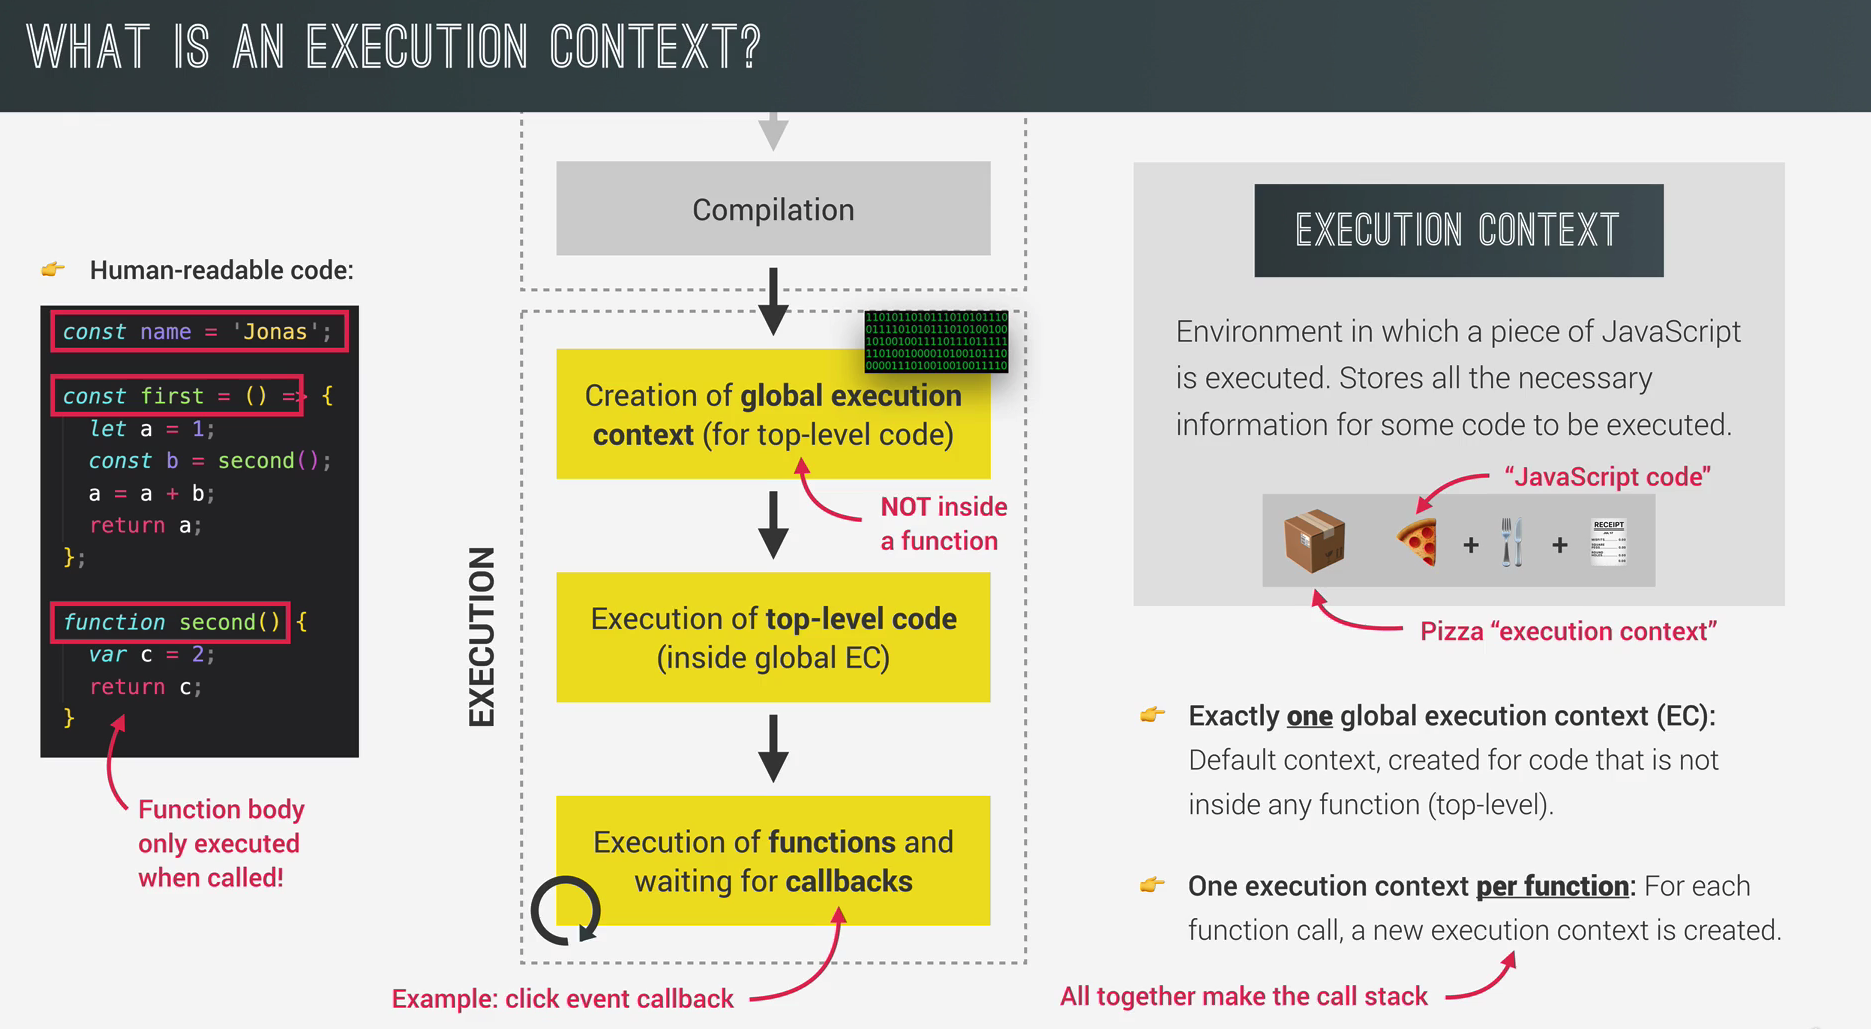 WHAT IS AN EXECUTION CONTEXT?
Human-readable code:
const name = 'Jonas';
const first = () => {
let a = 1;
const b = second();
a = a + b;
return a;
};
function second() {
var c = 2;
return c;
}
Function body
only executed
when called!
EXECUTION
Compilation
11010110101110101011110
Creation of global execution
context (for top-level code)
NOT inside
a function
Execution of top-level code
(inside global EC)
Execution of functions and
waiting for callbacks
Example: click event callback
EXECUTION CONTEXT
Environment in which a piece of JavaScript
is executed. Stores all the necessary
information for some code to be executed.
“JavaScript code”
+ +
RECEIPT
Pizza “execution context”
Exactly one global execution context (EC):
Default context, created for code that is not
inside any function (top-level).
One execution context per function: For each
function call, a new execution context is created.
All together make the call stack